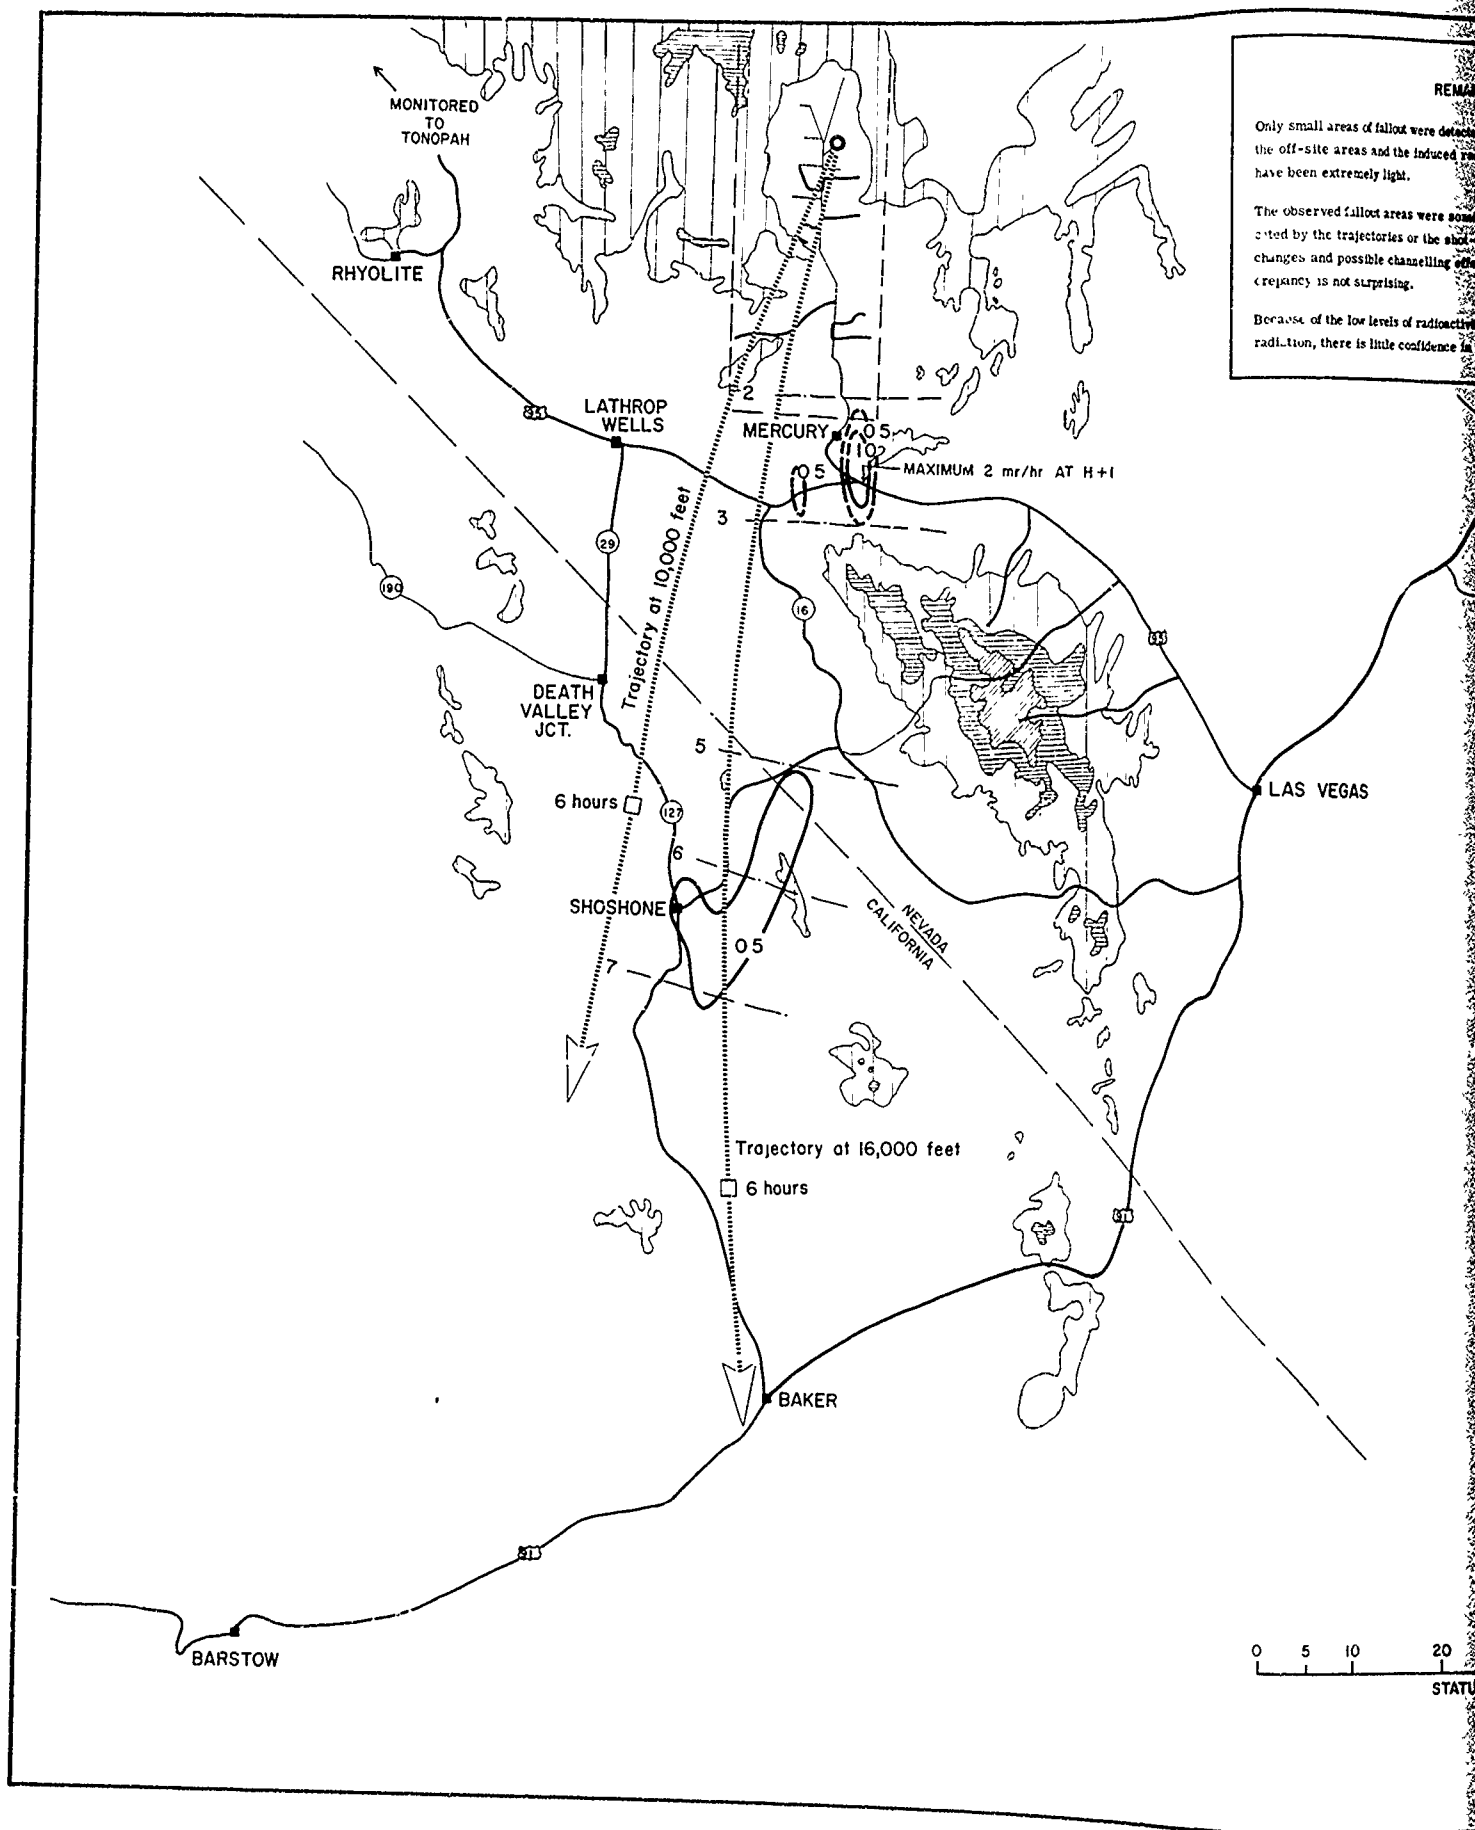 MONITORED
TO
TONOPAH
Only small areas of fallout were
the off-site areas and the induced
have been extremely light.
The observed fallout areas were
by the trajectories or the
changes and possible channelling
is not surprising.
Because of the low levels of
radiation, there is little confidence
RHYOLITE
2
LATHROP
WELLS
95
MERCURY
0 5
0 5
MAXIMUM 2 mr/hr AT H+1
3
29
Trajectory at 10,000 feet
190
16
95
DEATH
VALLEY
JCT.
5
6 hours
127
LAS VEGAS
6
SHOSHONE
NEVADA
CALIFORNIA
0 5
7
Trajectory at 16,000 feet
6 hours
91
BAKER
91
BARSTOW
0 5 10 20